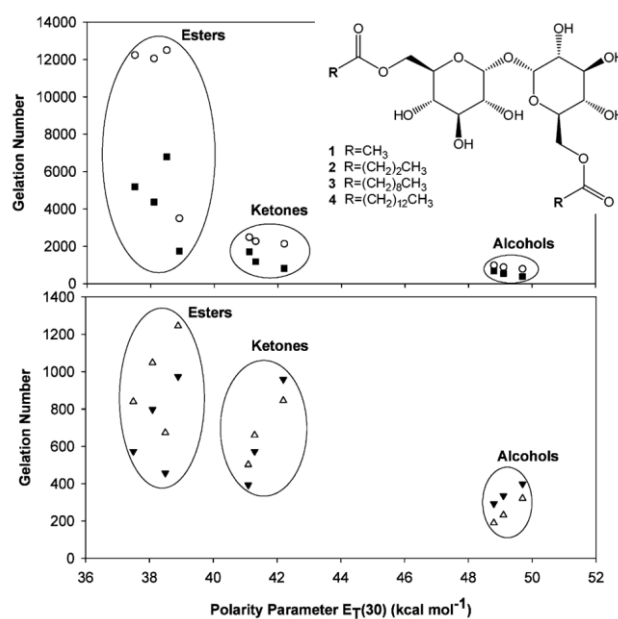 14000
12000
10000
8000
6000
4000
2000
0
Gelation Number
Esters
Ketones
Alcohols
O
R
O
O
O
OH
HO
HO
OH
OH
O
OH
OH
O
O
R
1 R=CH₃
2 R=(CH₂)₂CH₃
3 R=(CH₂)₈CH₃
4 R=(CH₂)₁₂CH₃
1400
1200
1000
800
600
400
200
0
Gelation Number
Esters
Ketones
Alcohols
36 38 40 42 44 46 48 50 52
Polarity Parameter E_T(30) (kcal mol⁻¹)